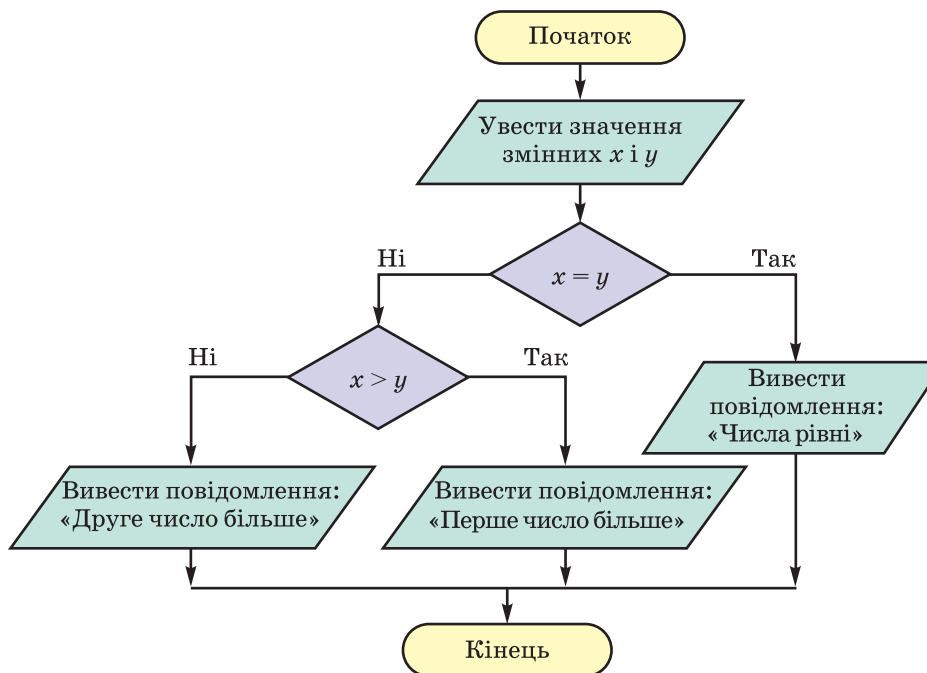 Початок
Увести значення
змінних x і y
Ні
Так
x = y
Ні
Так
x > y
Вивести
повідомлення:
«Числа рівні»
Вивести повідомлення:
«Друге число більше»
Вивести повідомлення:
«Перше число більше»
Кінець